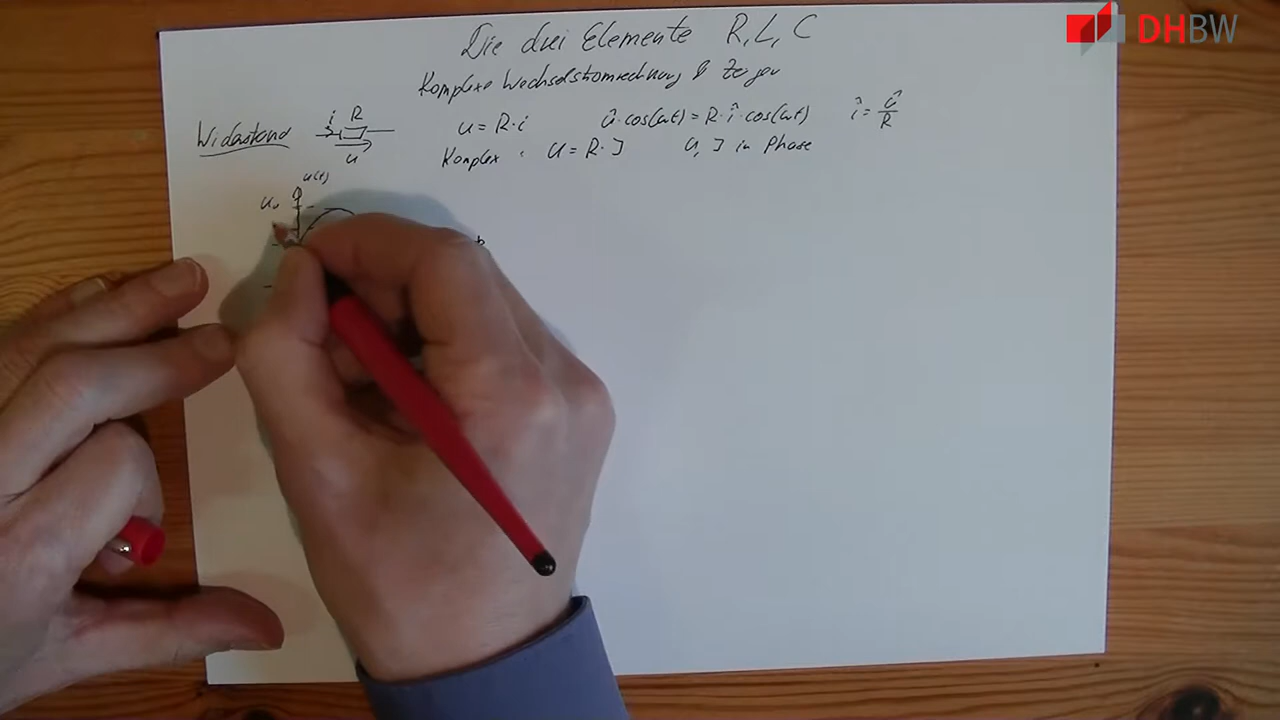 DHBW
Die drei Elemente R, L, C
Komplexe Wechselstromrechnung & Zeiger
Widerstand i R u u = R · i û · cos(ωt) = R · î · cos(ωt) î = û/R
Komplex : U = R · I U, I in Phase
u(t)